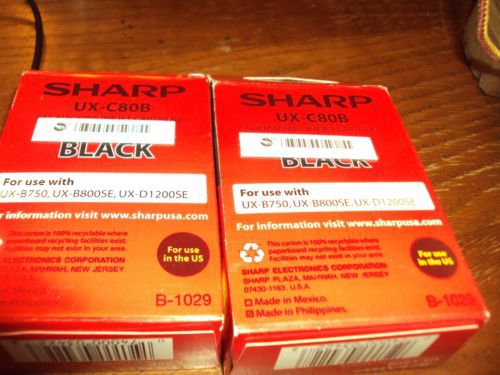 SHARP
UX-C80B
BLACK
For use with
UX-B750, UX-B800SE, UX-D1200SE
For information visit www.sharpusa.com
This carton is 100% recyclable where
paperboard recycling facilities exist.
may not exist in your area.
For use
in the US
SHARP ELECTRONICS CORPORATION
SHARP PLAZA, MAHWAH, NEW JERSEY
B-1029
in Philippines.
SHARP
UX-C80B
BLACK
For use with
UX-B750, UX-B800SE, UX-D1200SE
For information visit www.sharpusa.com
This carton is 100% recyclable where
paperboard recycling facilities exist.
Facilities may not exist in your area.
For use
in the US
SHARP ELECTRONICS CORPORATION
SHARP PLAZA, MAHWAH, NEW JERSEY
07430-1163. U.S.A.
Made in Mexico.
Made in Philippines.
B-1029